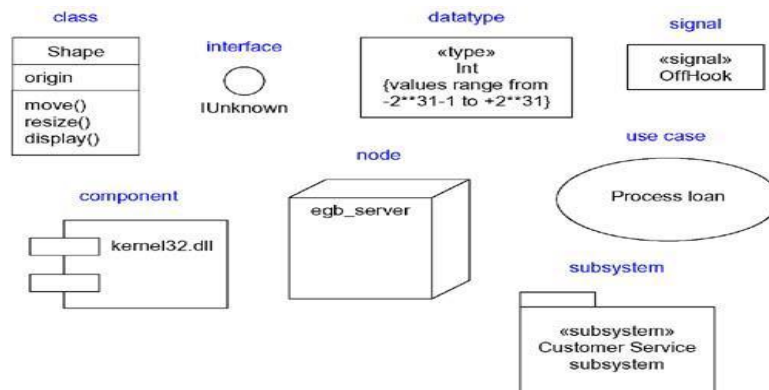 class
Shape
origin
move()
resize()
display()
interface
IUnknown
datatype
«type»
Int
{values range from
-2**31-1 to +2**31}
signal
«signal»
OffHook
component
kernel32.dll
node
egb_server
use case
Process loan
subsystem
«subsystem»
Customer Service
subsystem